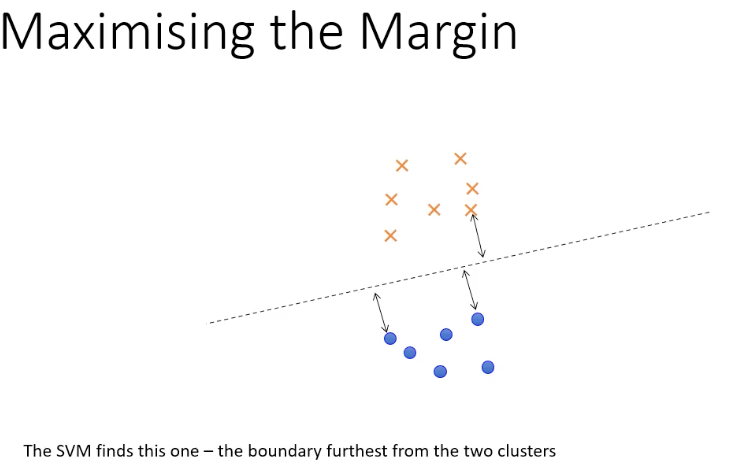 Maximising the Margin
The SVM finds this one – the boundary furthest from the two clusters